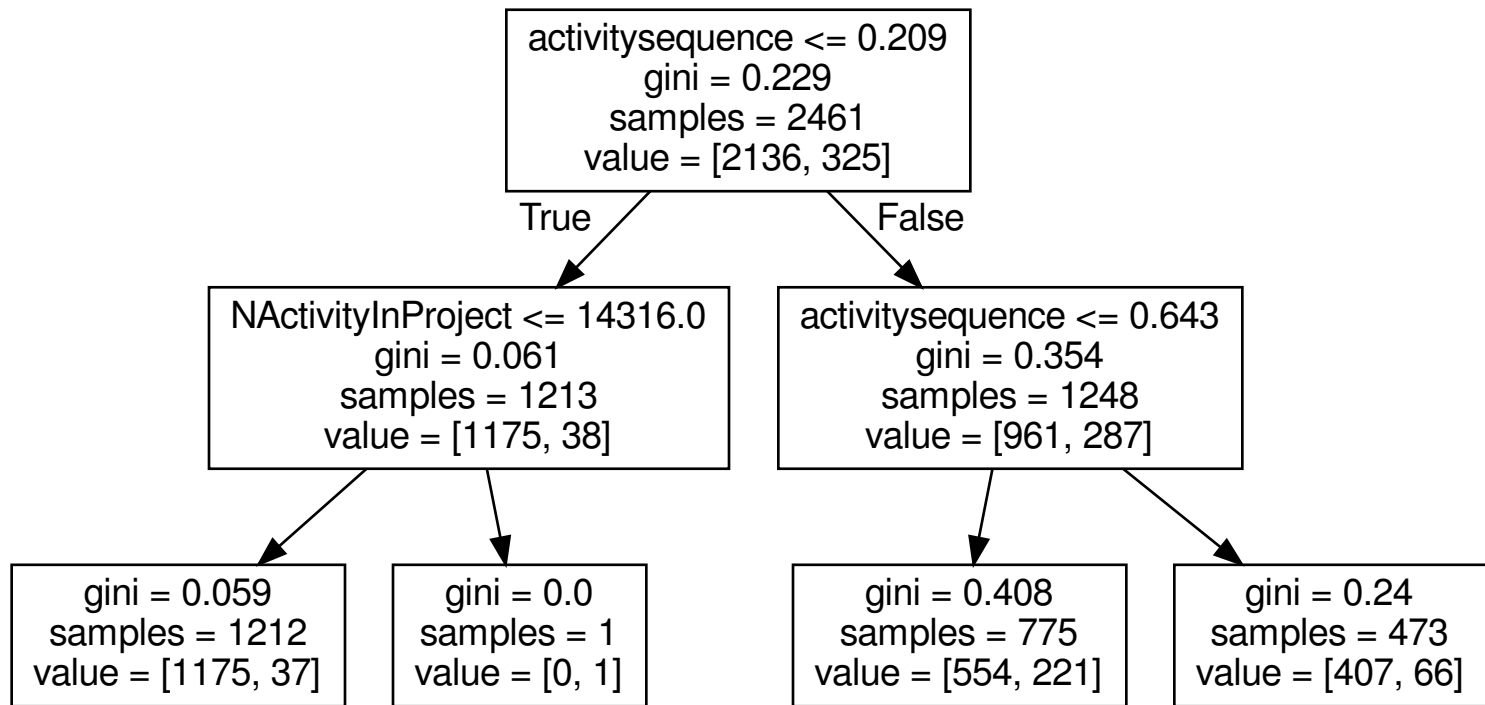 activitysequence <= 0.209
gini = 0.229
samples = 2461
value = [2136, 325]
True
False
NActivityInProject <= 14316.0
gini = 0.061
samples = 1213
value = [1175, 38]
activitysequence <= 0.643
gini = 0.354
samples = 1248
value = [961, 287]
gini = 0.059
samples = 1212
value = [1175, 37]
gini = 0.0
samples = 1
value = [0, 1]
gini = 0.408
samples = 775
value = [554, 221]
gini = 0.24
samples = 473
value = [407, 66]